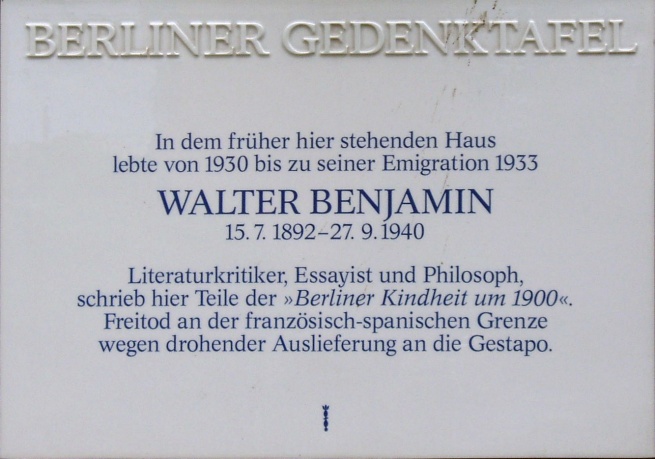 BERLINER GEDENKTAFEL
In dem früher hier stehenden Haus
lebte von 1930 bis zu seiner Emigration 1933
WALTER BENJAMIN
15. 7. 1892–27. 9. 1940
Literaturkritiker, Essayist und Philosoph,
schrieb hier Teile der »Berliner Kindheit um 1900«.
Freitod an der französisch-spanischen Grenze
wegen drohender Auslieferung an die Gestapo.